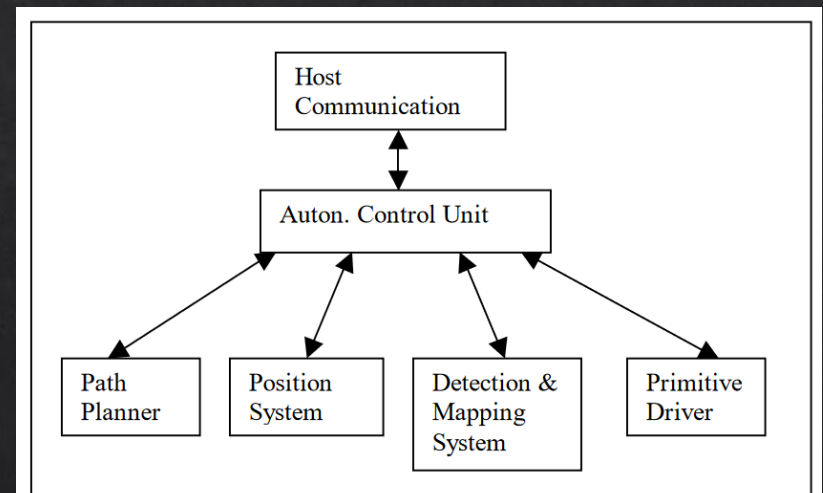 Host
Communication
Auton. Control Unit
Path
Planner
Position
System
Detection &
Mapping
System
Primitive
Driver